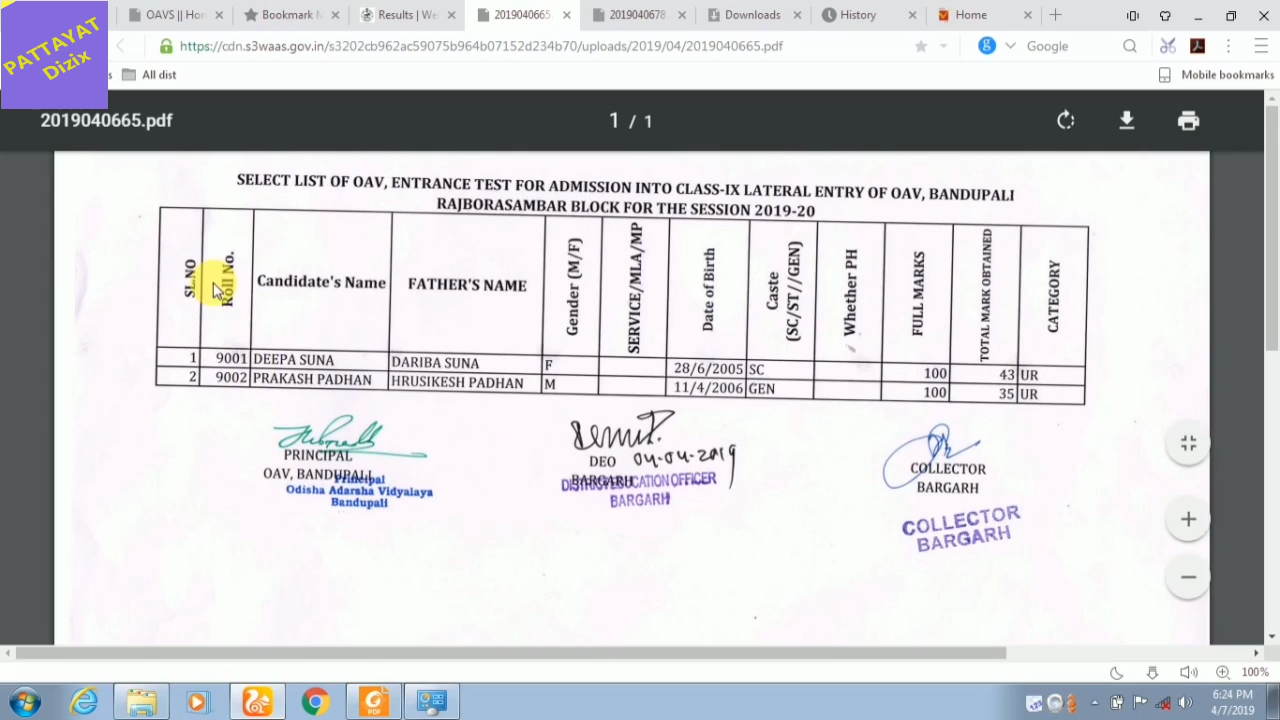 PATTAYAT
Dizix
OAVS || Hor
Bookmark N
Results | We
2019040665.
2019040678.
Downloads
History
Home
https://cdn.s3waas.gov.in/s3202cb962ac59075b964b07152d234b70/uploads/2019/04/2019040665.pdf
Google
s
All dist
Mobile bookmarks
2019040665.pdf
1 / 1
SELECT LIST OF OAV, ENTRANCE TEST FOR ADMISSION INTO CLASS-IX LATERAL ENTRY OF OAV, BANDUPALI
RAJBORASAMBAR BLOCK FOR THE SESSION 2019-20
SL.NO Roll No. Candidate's Name FATHER'S NAME Gender (M/F) SERVICE/MLA/MP Date of Birth Caste (SC/ST//GEN) Whether PH FULL MARKS TOTAL MARK OBTAINED CATEGORY
1 9001 DEEPA SUNA DARIBA SUNA F 28/6/2005 SC 100 43 UR
2 9002 PRAKASH PADHAN HRUSIKESH PADHAN M 11/4/2006 GEN 100 35 UR
PRINCIPAL
OAV, BANDUPALI
Principal
Odisha Adarsha Vidyalaya
Bandupali
DEO 04-04-2019
BARGARH
DISTRICT EDUCATION OFFICER
BARGARH
COLLECTOR
BARGARH
COLLECTOR
BARGARH
100%
6:24 PM
4/7/2019